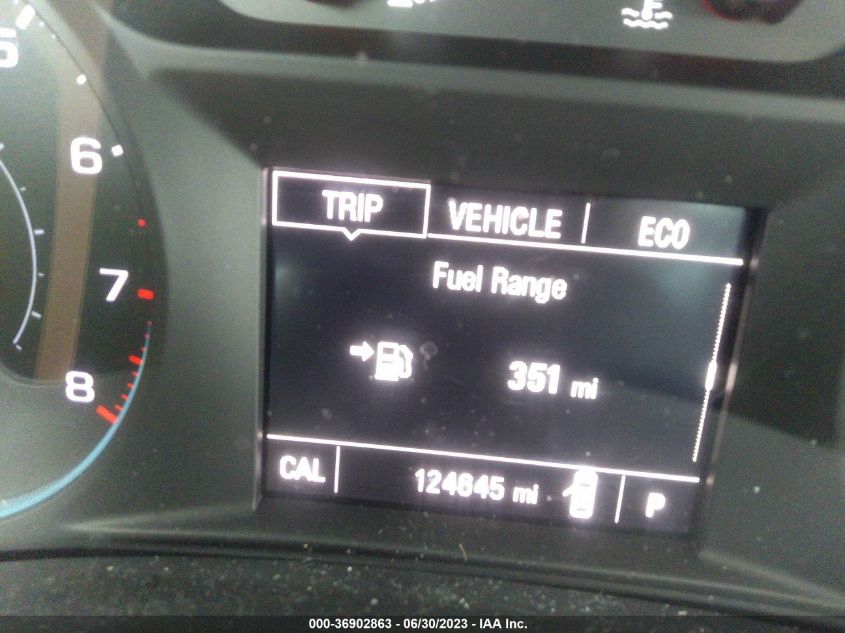 5
6
7
8
F
TRIP VEHICLE ECO
Fuel Range
351 mi
CAL 124645 mi P
000-36902863 - 06/30/2023 - IAA Inc.